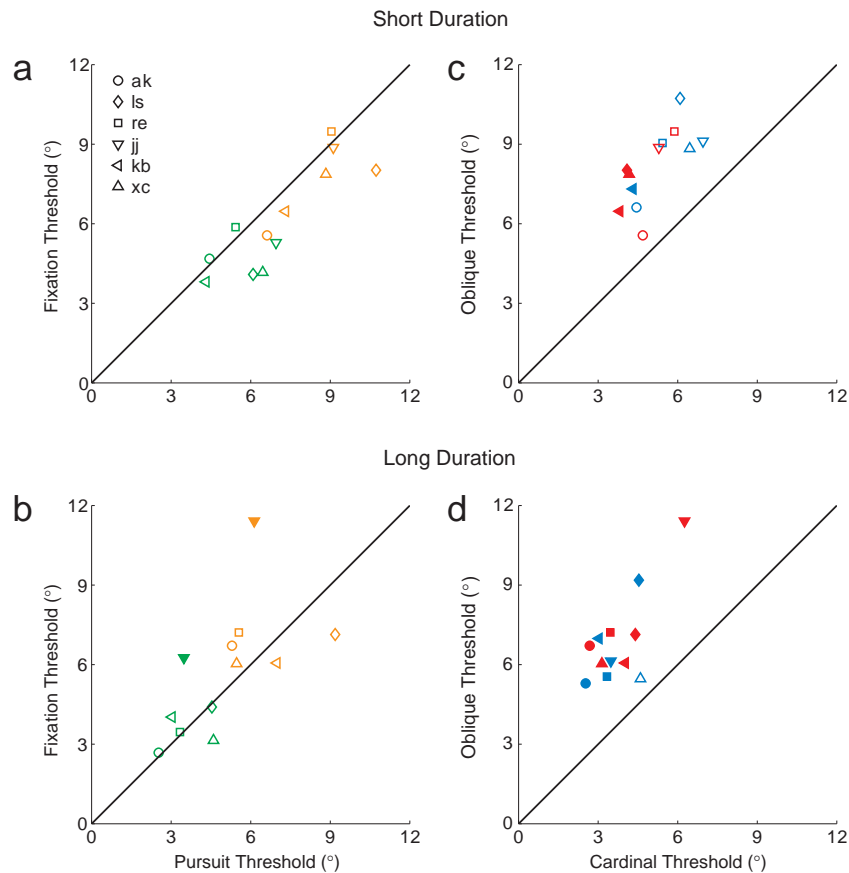 Short Duration
a
12
9
6
3
0
0
3
6
9
12
Fixation Threshold (°)
ak
ls
re
jj
kb
xc
c
12
9
6
3
0
0
3
6
9
12
Oblique Threshold (°)
Long Duration
b
12
9
6
3
0
0
3
6
9
12
Fixation Threshold (°)
Pursuit Threshold (°)
d
12
9
6
3
0
0
3
6
9
12
Oblique Threshold (°)
Cardinal Threshold (°)